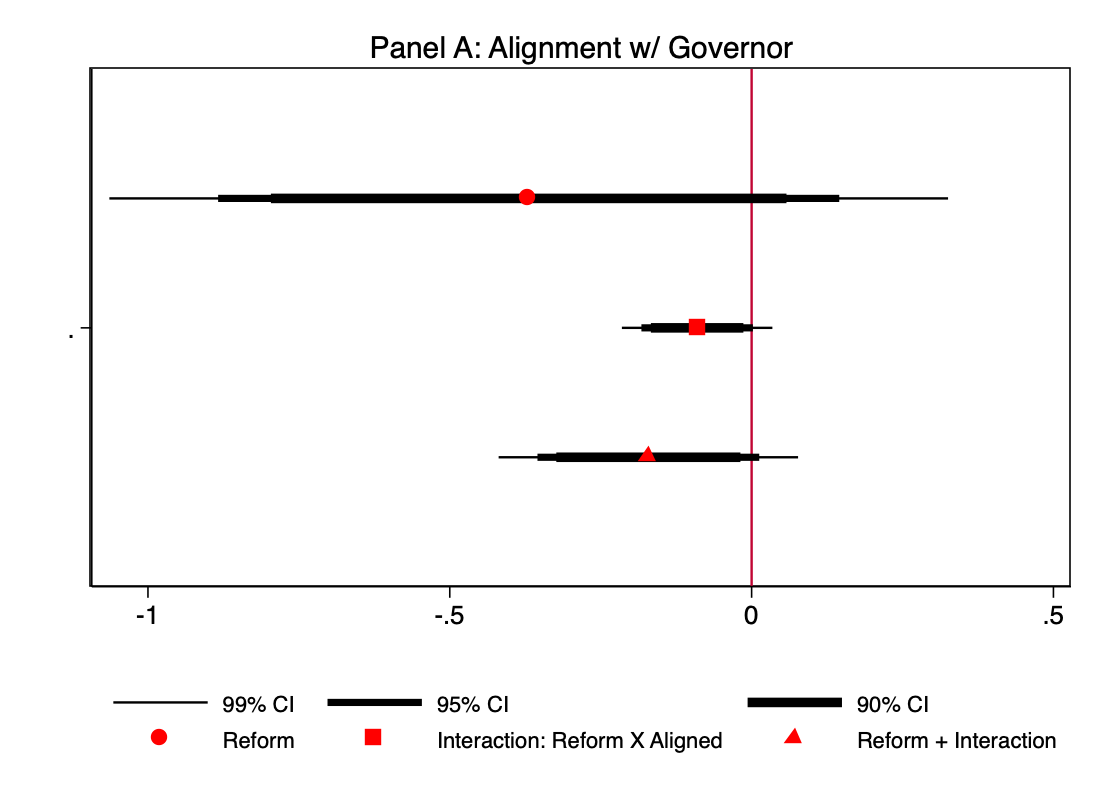 Panel A: Alignment w/ Governor
.
-1 -.5 0 .5
99% CI 95% CI 90% CI
Reform Interaction: Reform X Aligned Reform + Interaction